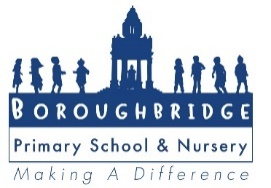 BOROUGHBRIDGE
Primary School & Nursery
Making A Difference